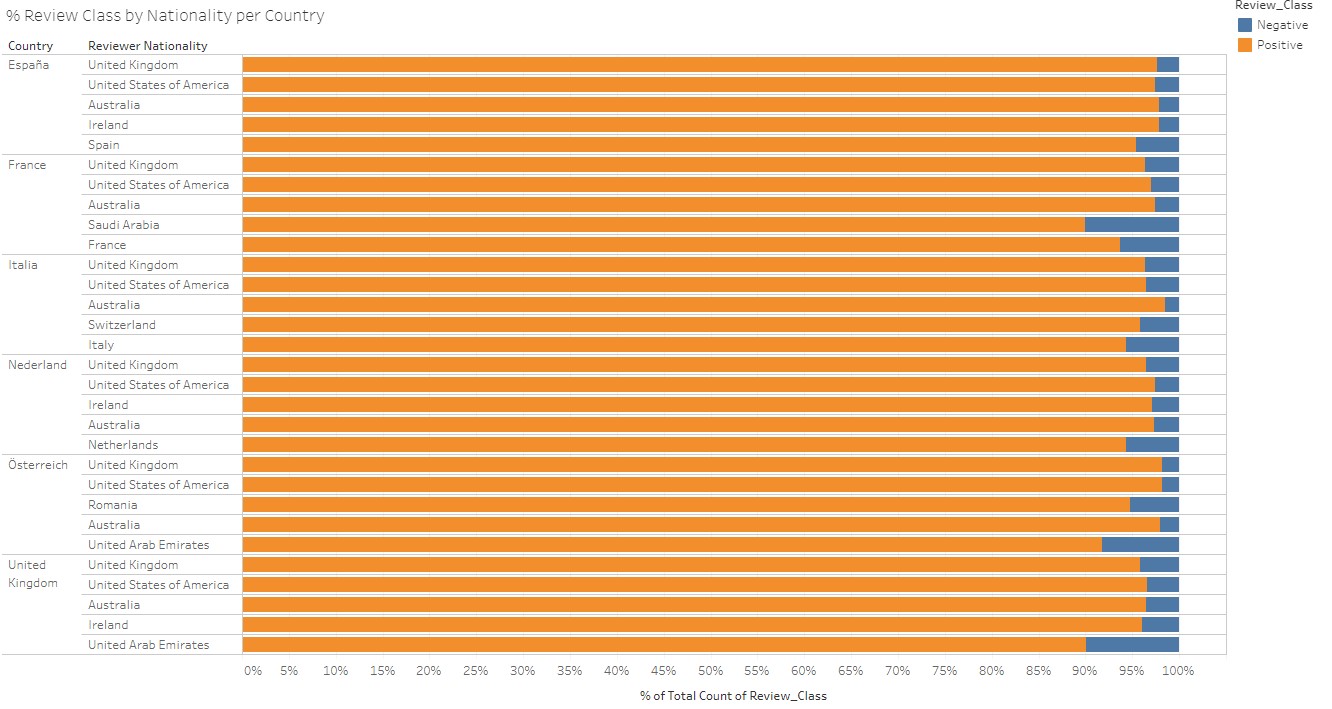 % Review Class by Nationality per Country
Review_Class
Negative
Positive
Country Reviewer Nationality
España United Kingdom
United States of America
Australia
Ireland
Spain
France United Kingdom
United States of America
Australia
Saudi Arabia
France
Italia United Kingdom
United States of America
Australia
Switzerland
Italy
Nederland United Kingdom
United States of America
Ireland
Australia
Netherlands
Österreich United Kingdom
United States of America
Romania
Australia
United Arab Emirates
United United Kingdom
Kingdom United States of America
Australia
Ireland
United Arab Emirates
0% 5% 10% 15% 20% 25% 30% 35% 40% 45% 50% 55% 60% 65% 70% 75% 80% 85% 90% 95% 100%
% of Total Count of Review_Class